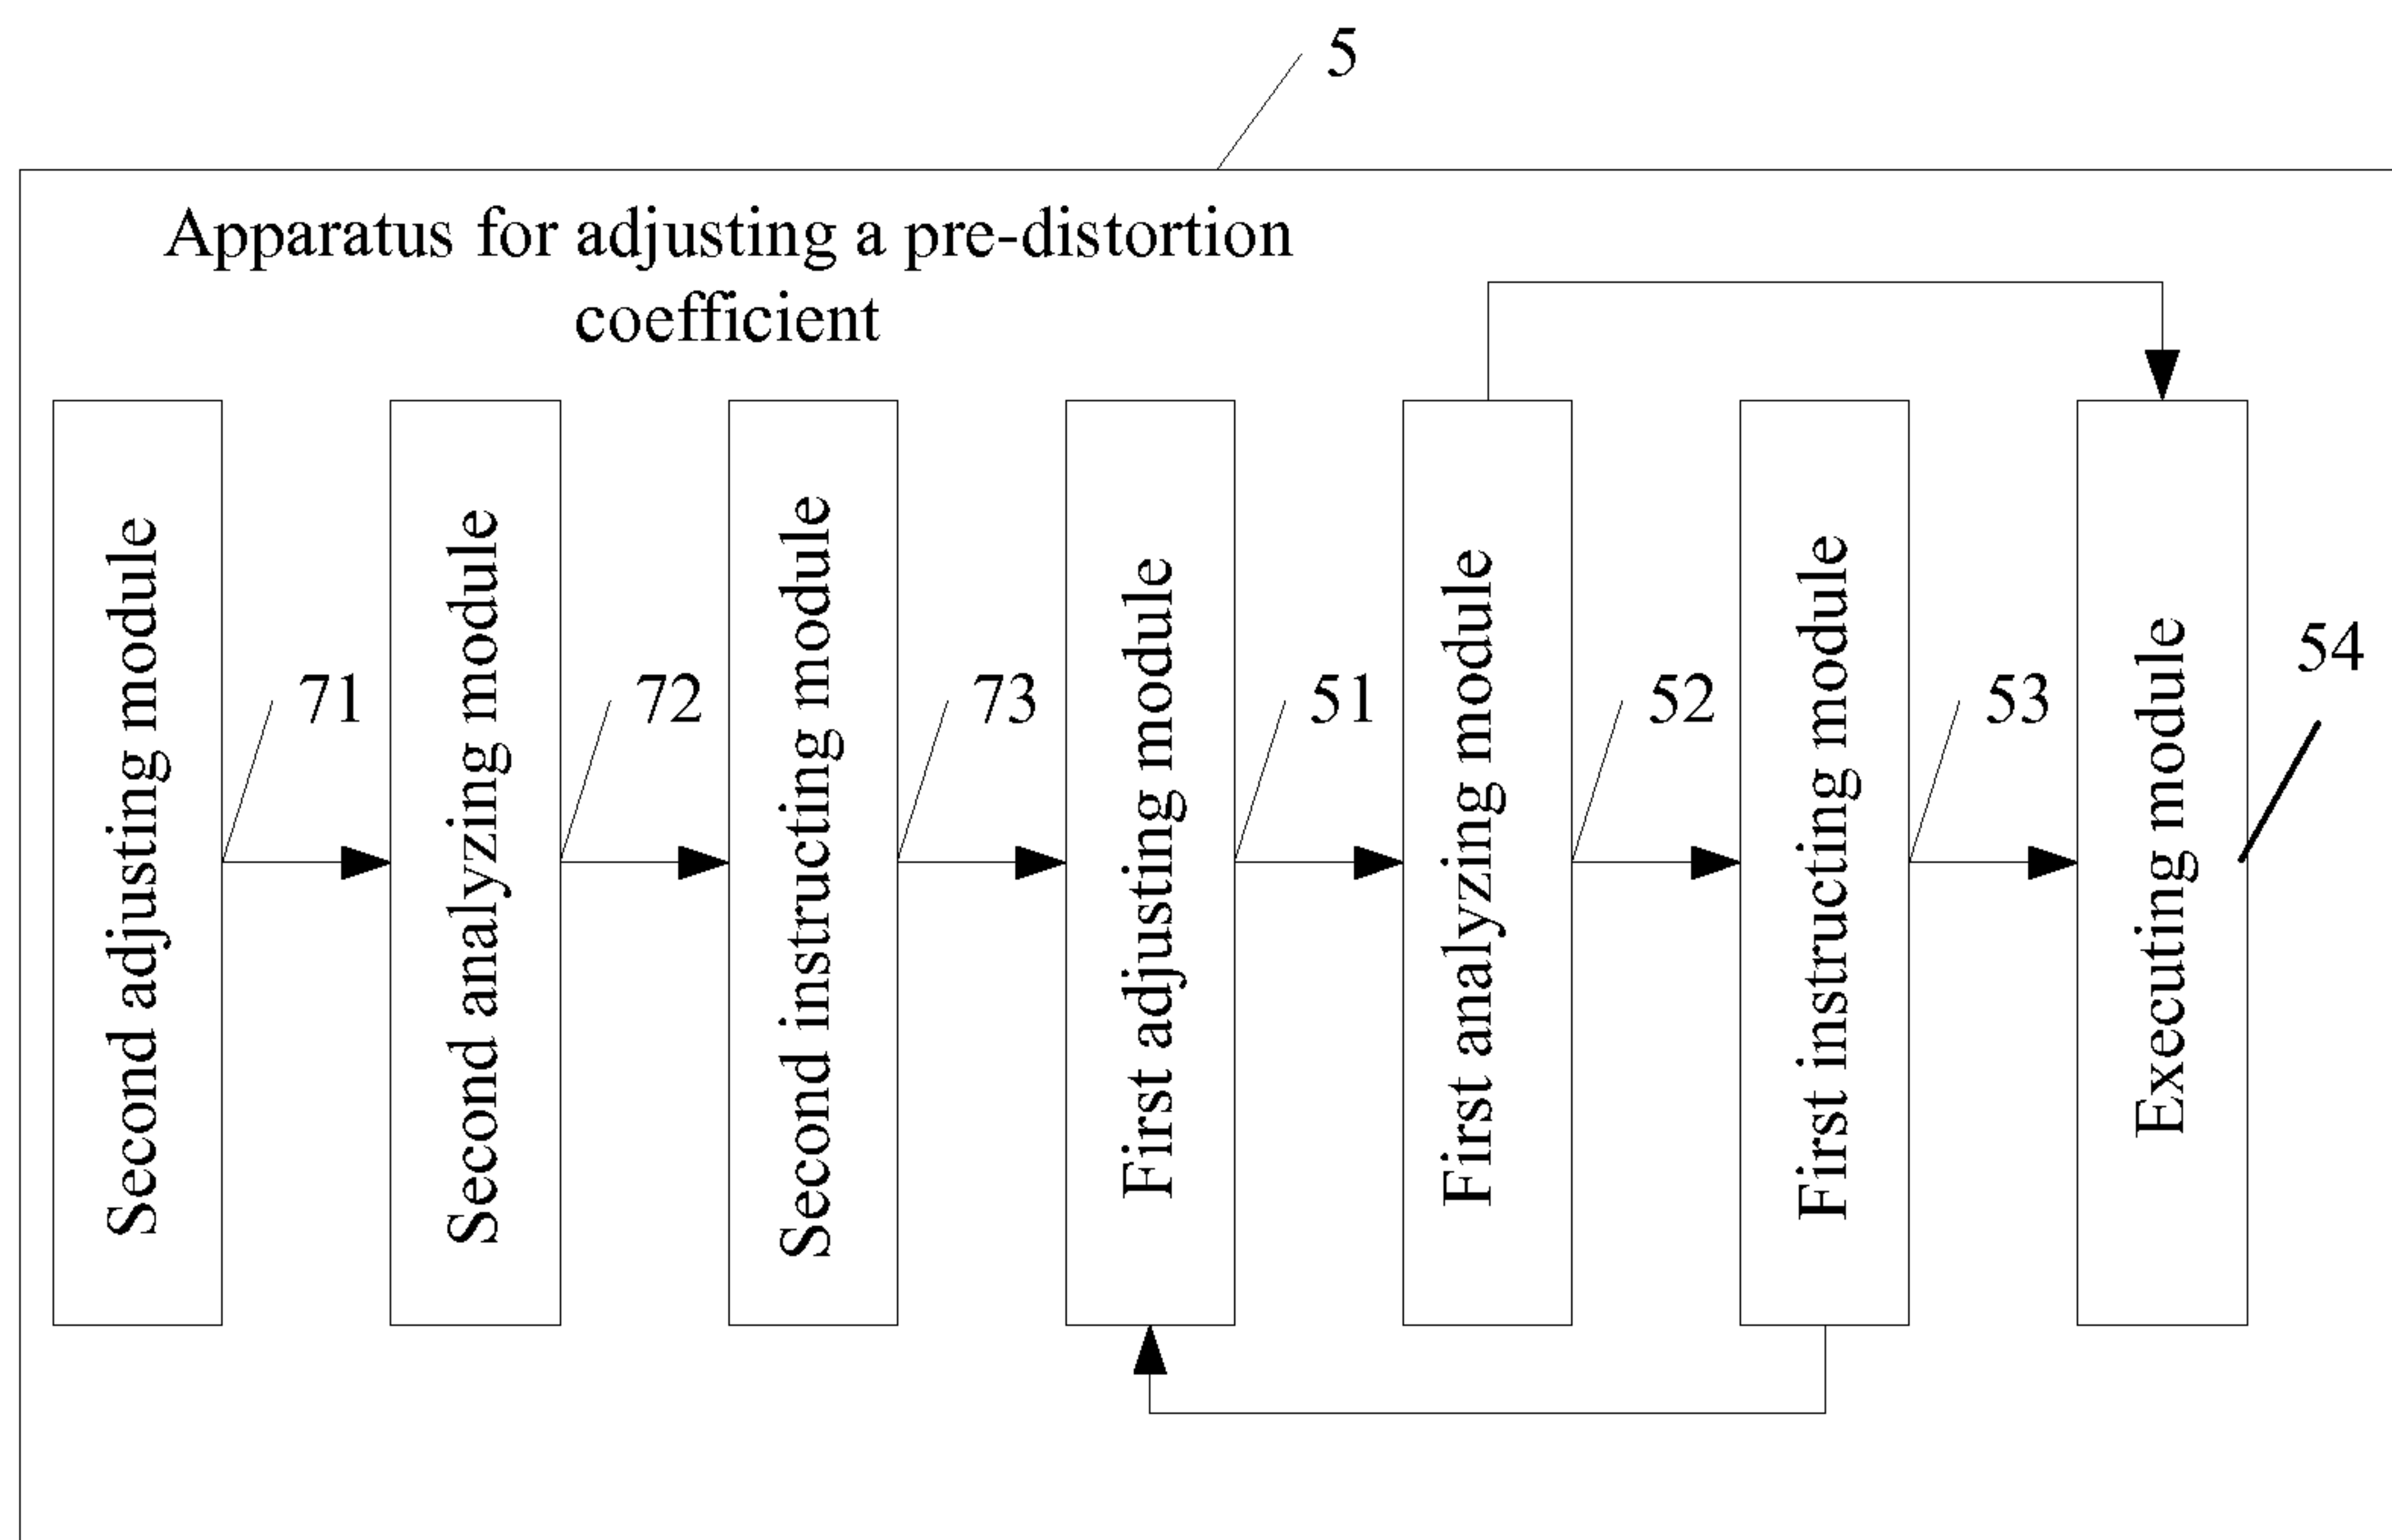 5
Apparatus for adjusting a pre-distortion
coefficient
Second adjusting module
71
Second analyzing module
72
Second instructing module
73
First adjusting module
51
First analyzing module
52
First instructing module
53
Executing module
54